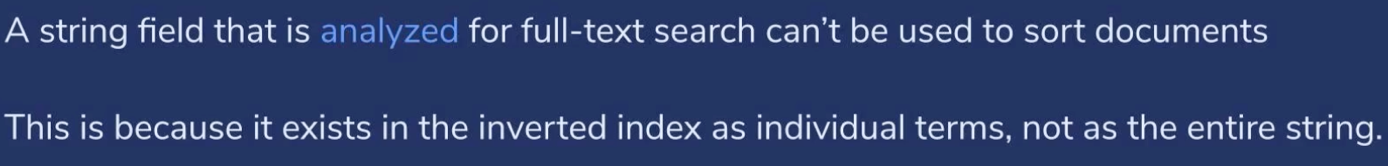 A string field that is analyzed for full-text search can’t be used to sort documents
This is because it exists in the inverted index as individual terms, not as the entire string.